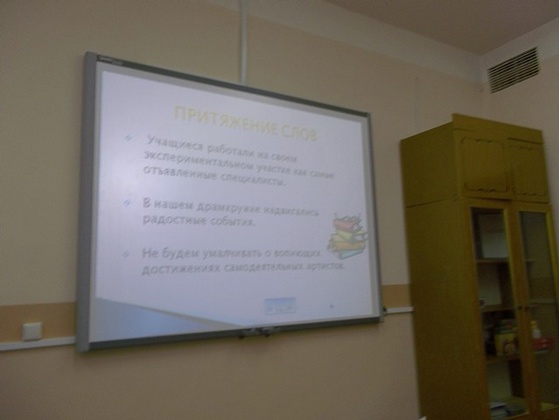 ПРИТЯЖЕНИЕ СЛОВ
Учащиеся работали на своем
экспериментальном участке как самые
отъявленные специалисты.
В нашем драмкружке надвигались
радостные события.
Не будем умалчивать о вопиющих
достижениях самодеятельных артистов.